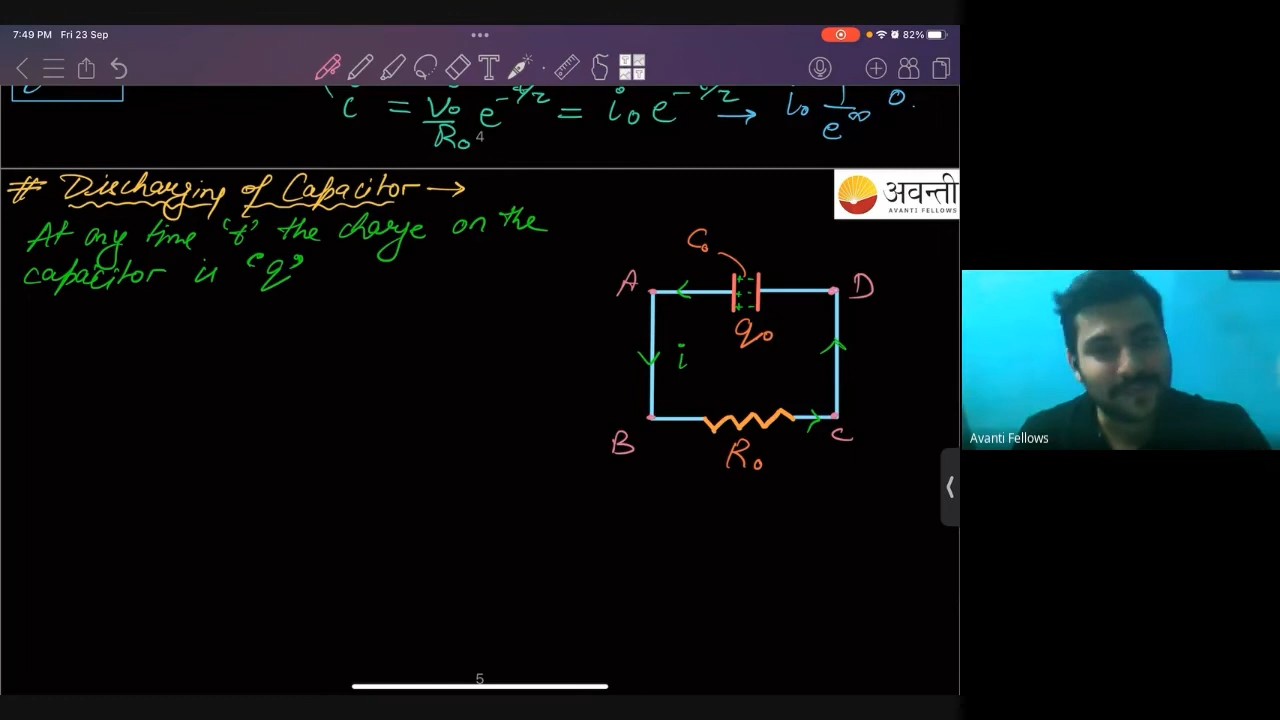 7:49 PM Fri 23 Sep
82%
i = V₀/R₀ e^-t/τ = i₀ e^-t/τ → i₀ 1/e^∞ 0.
4
# Discharging of Capacitor →
अवन्ती
AVANTI FELLOWS
At any time 't' the charge on the
capacitor is "q"
C₀
A
D
+ -
+ -
+ -
q₀
i
B
C
R₀
Avanti Fellows
5